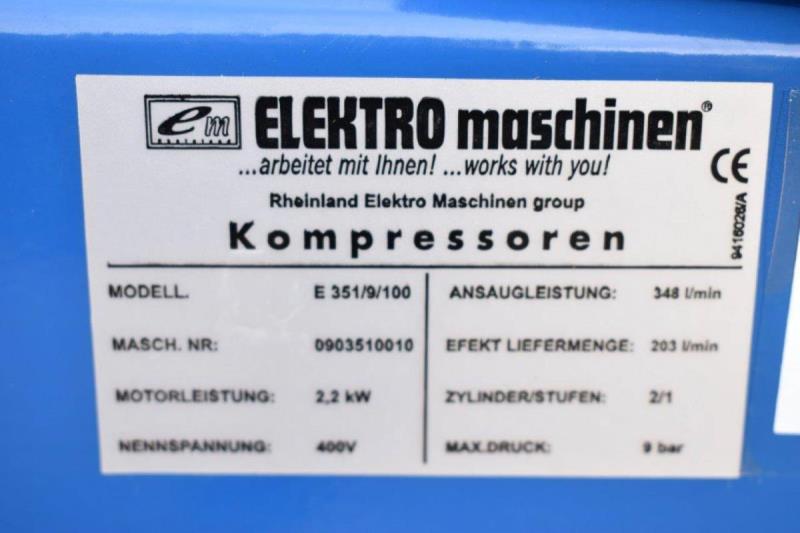 em ELEKTRO maschinen®
RHEINLAND
...arbeitet mit Ihnen! ...works with you!
CE
Rheinland Elektro Maschinen group
Kompressoren
9416026/A
MODELL. E 351/9/100
MASCH. NR: 0903510010
MOTORLEISTUNG: 2,2 kW
NENNSPANNUNG: 400V
ANSAUGLEISTUNG: 348 l/min
EFEKT LIEFERMENGE: 203 l/min
ZYLINDER/STUFEN: 2/1
MAX.DRUCK: 9 bar